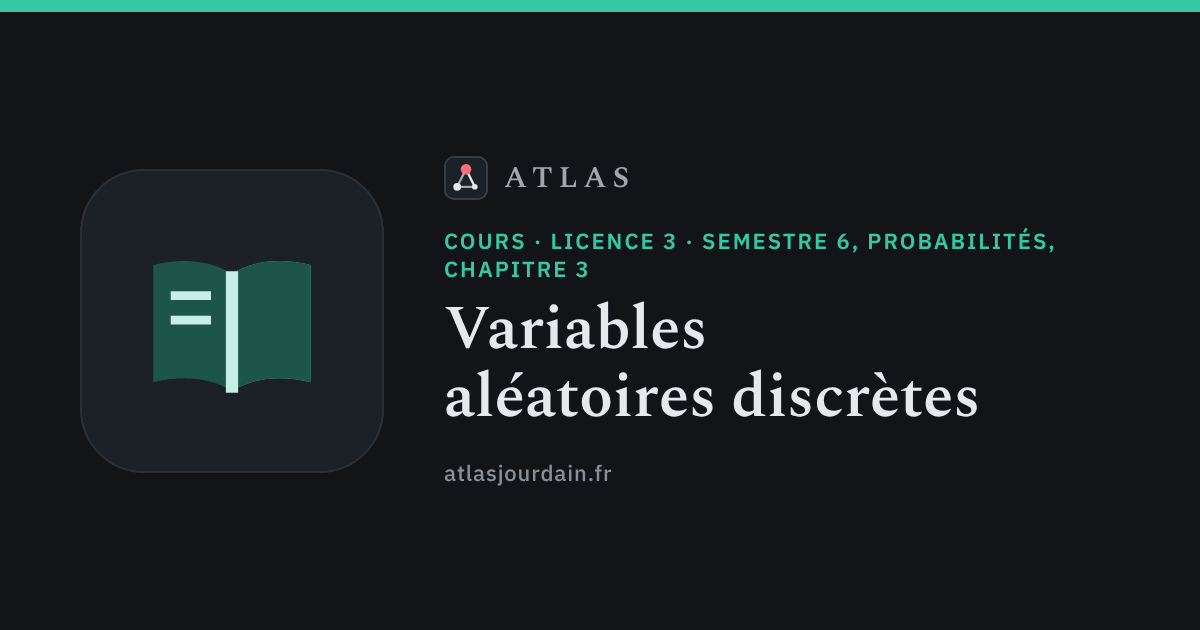 ATLAS
COURS · LICENCE 3 · SEMESTRE 6, PROBABILITÉS,
CHAPITRE 3
Variables
aléatoires discrètes
atlasjourdain.fr